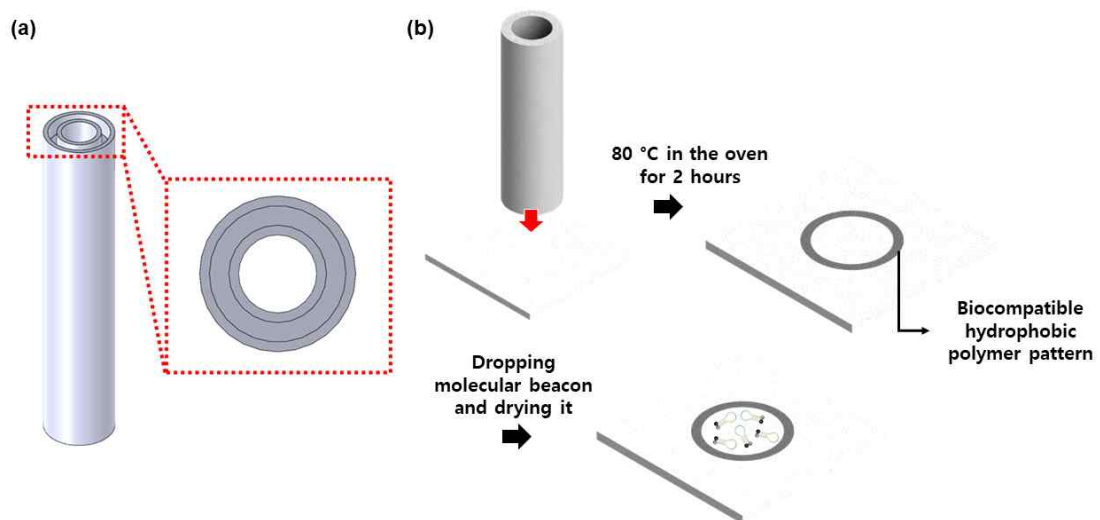 (a)
(b)
80 °C in the oven
for 2 hours
Biocompatible
hydrophobic
polymer pattern
Dropping
molecular beacon
and drying it